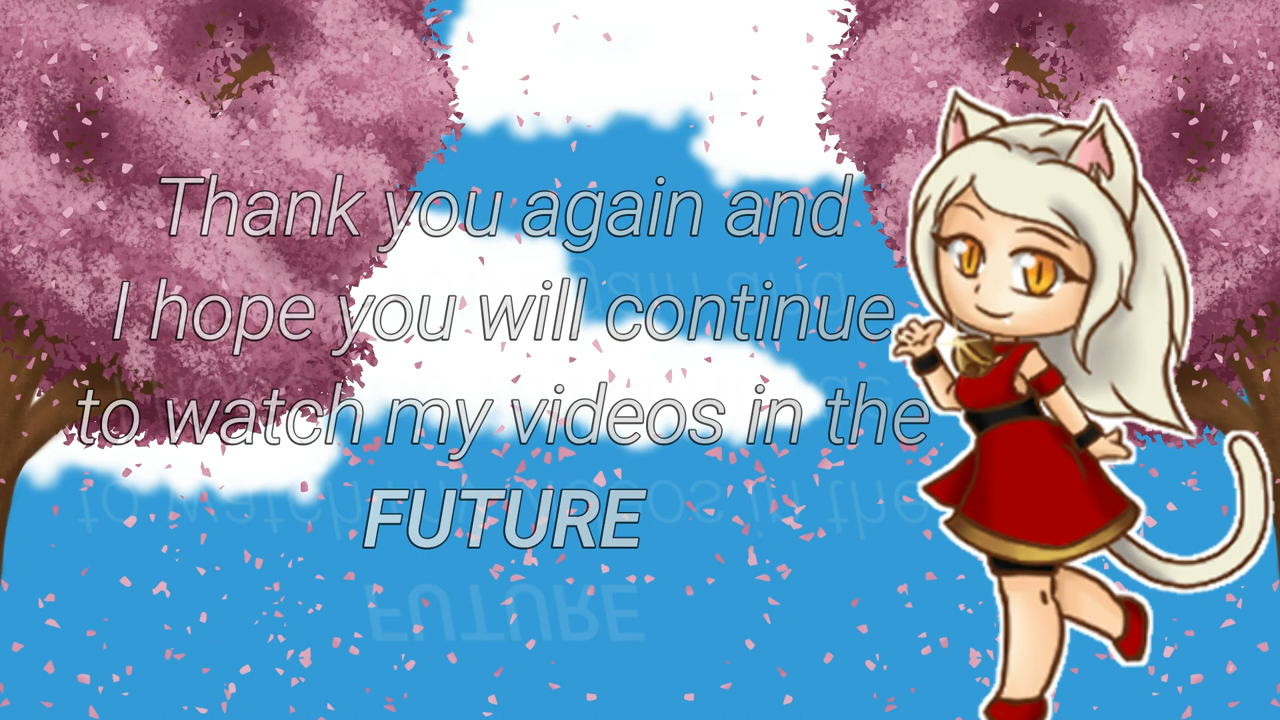 Thank you again and
I hope you will continue
to watch my videos in the
FUTURE